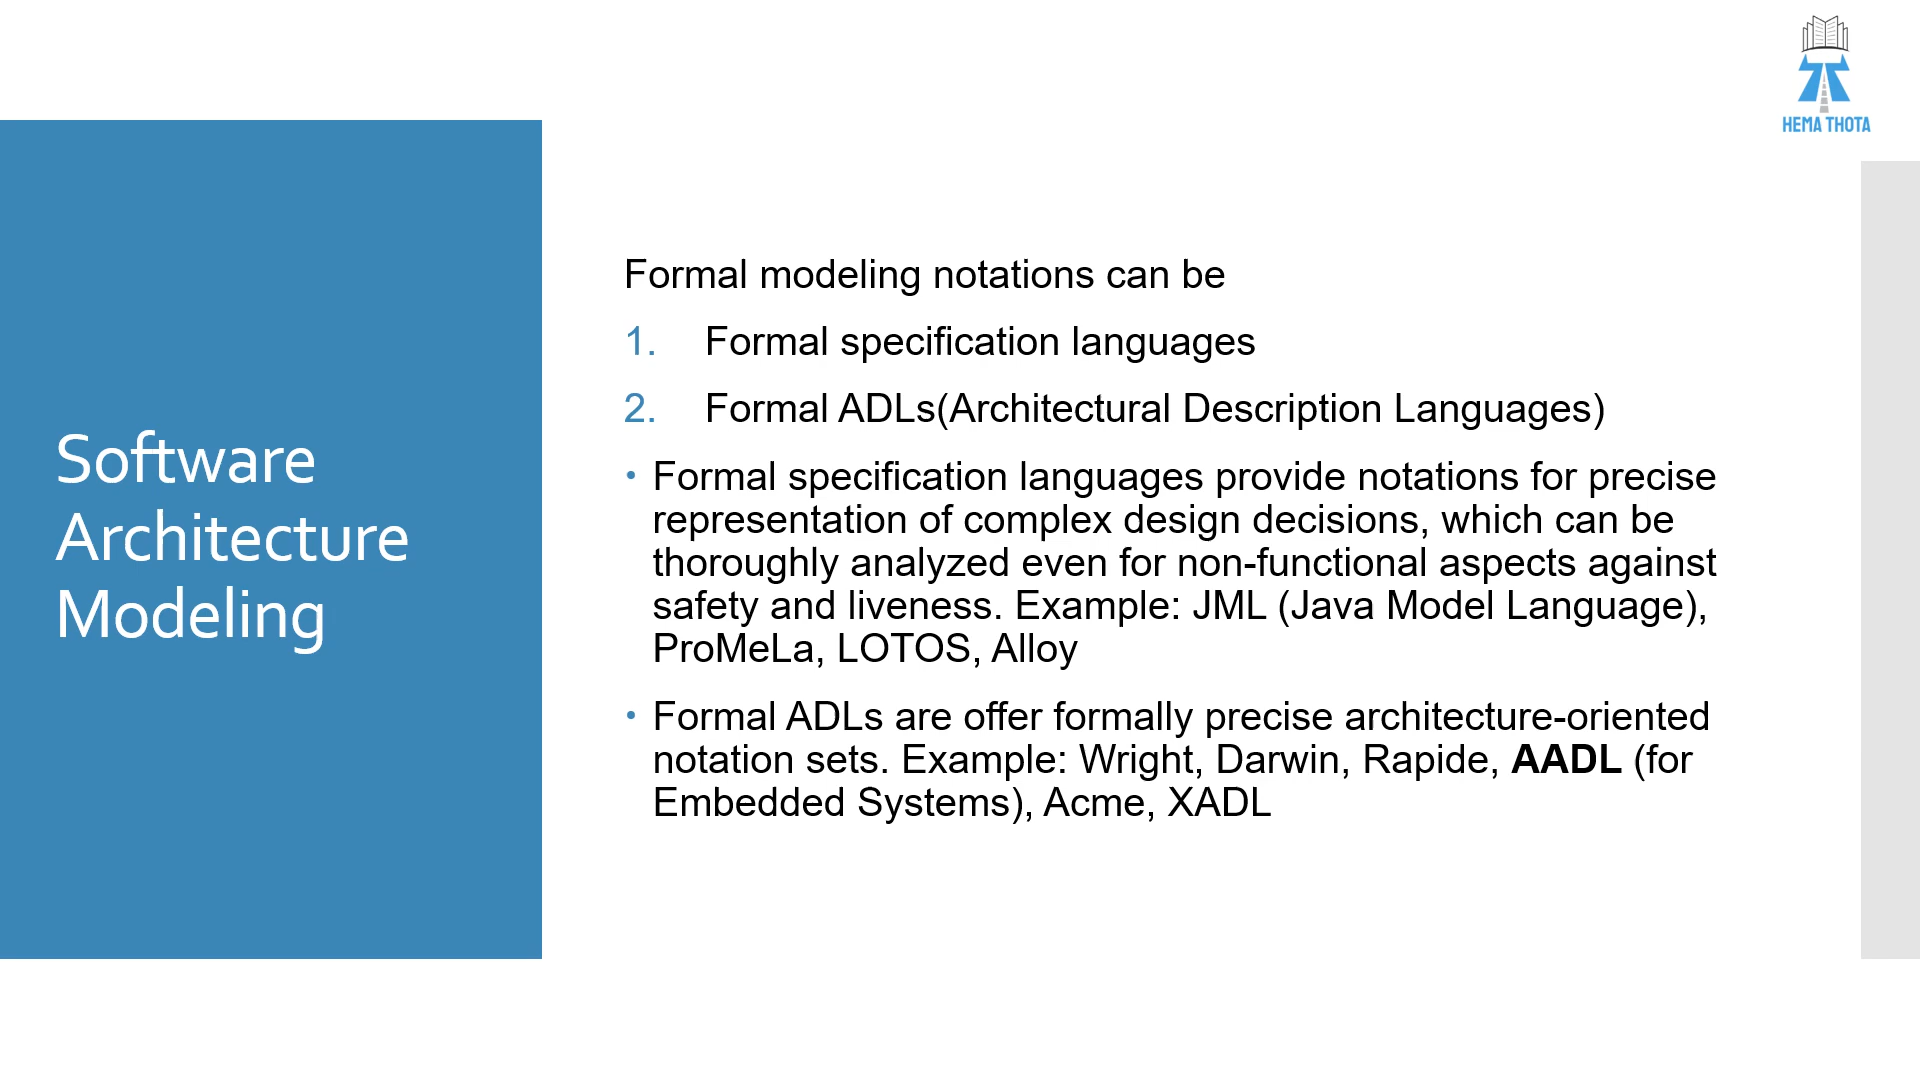 HEMA THOTA
Software
Architecture
Modeling
Formal modeling notations can be
1. Formal specification languages
2. Formal ADLs(Architectural Description Languages)
• Formal specification languages provide notations for precise
representation of complex design decisions, which can be
thoroughly analyzed even for non-functional aspects against
safety and liveness. Example: JML (Java Model Language),
ProMeLa, LOTOS, Alloy
• Formal ADLs are offer formally precise architecture-oriented
notation sets. Example: Wright, Darwin, Rapide, AADL (for
Embedded Systems), Acme, XADL